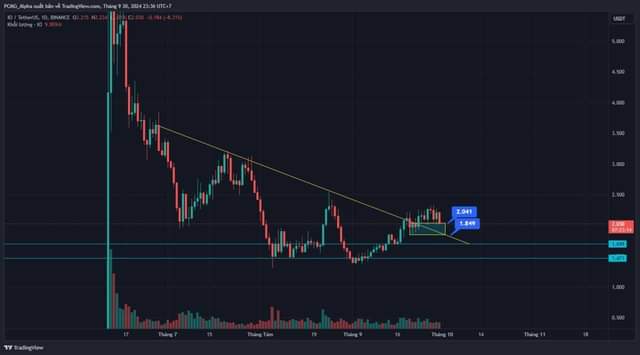 PCNG_Alpha xuất bản về TradingView.com, Tháng 9 30, 2024 23:36 UTC+7
IO / TetherUS, 1D, BINANCE
Khối lượng · IO
USDT
5.000
4.500
4.000
3.500
3.000
2.500
2.041
1.849
1.000
0.500
17
Tháng 7
15
Tháng Tám
19
Tháng 9
16
Tháng 10
14
Tháng 11
18
TradingView